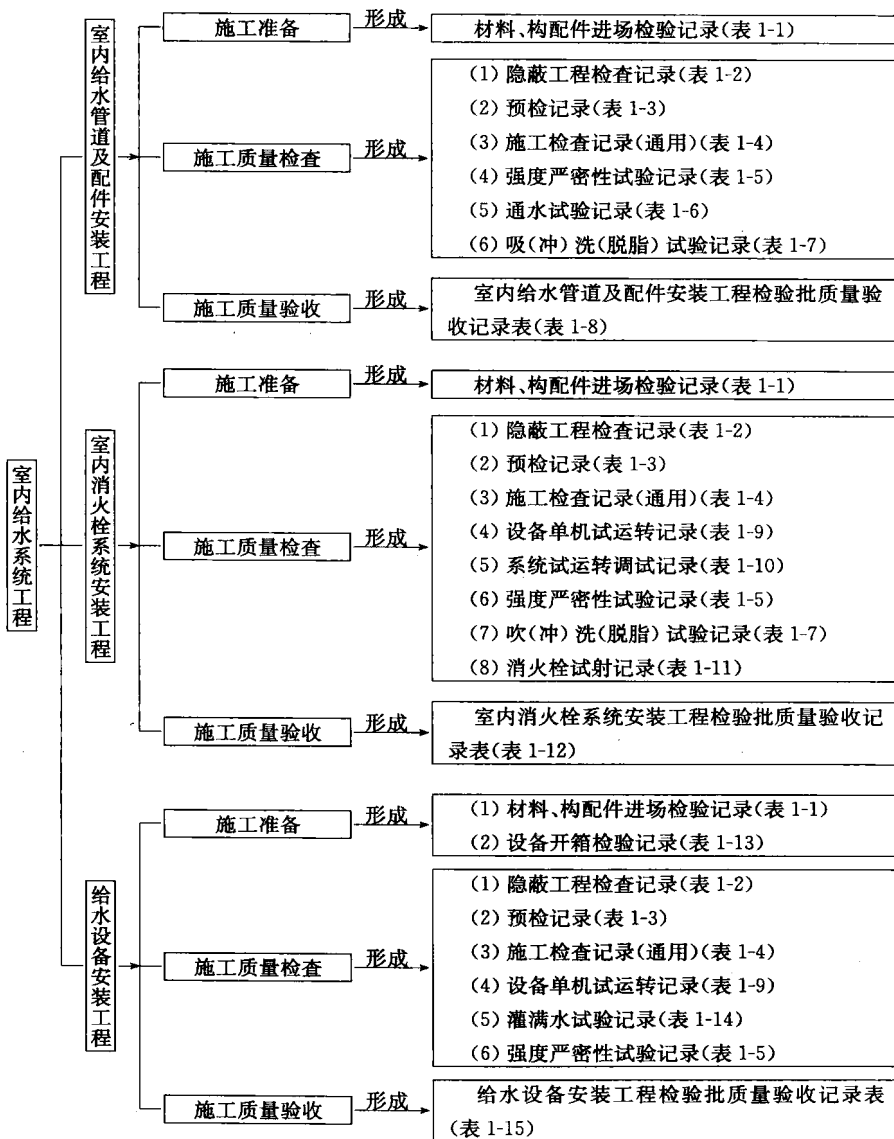 室内给水系统工程
室内给水管道及配件安装工程
施工准备
形成
材料、构配件进场检验记录(表 1-1)
施工质量检查
形成
(1) 隐蔽工程检查记录(表 1-2)
(2) 预检记录(表 1-3)
(3) 施工检查记录(通用)(表 1-4)
(4) 强度严密性试验记录(表 1-5)
(5) 通水试验记录(表 1-6)
(6) 吸(冲) 洗(脱脂) 试验记录(表 1-7)
施工质量验收
形成
室内给水管道及配件安装工程检验批质量验
收记录表(表 1-8)
室内消火栓系统安装工程
施工准备
形成
材料、构配件进场检验记录(表 1-1)
施工质量检查
形成
(1) 隐蔽工程检查记录(表 1-2)
(2) 预检记录(表 1-3)
(3) 施工检查记录(通用)(表 1-4)
(4) 设备单机试运转记录(表 1-9)
(5) 系统试运转调试记录(表 1-10)
(6) 强度严密性试验记录(表 1-5)
(7) 吹(冲) 洗(脱脂) 试验记录(表 1-7)
(8) 消火栓试射记录(表 1-11)
施工质量验收
形成
室内消火栓系统安装工程检验批质量验收记
录表(表 1-12)
给水设备安装工程
施工准备
形成
(1) 材料、构配件进场检验记录(表 1-1)
(2) 设备开箱检验记录(表 1-13)
施工质量检查
形成
(1) 隐蔽工程检查记录(表 1-2)
(2) 预检记录(表 1-3)
(3) 施工检查记录(通用)(表 1-4)
(4) 设备单机试运转记录(表 1-9)
(5) 灌满水试验记录(表 1-14)
(6) 强度严密性试验记录(表 1-5)
施工质量验收
形成
给水设备安装工程检验批质量验收记录表
(表 1-15)